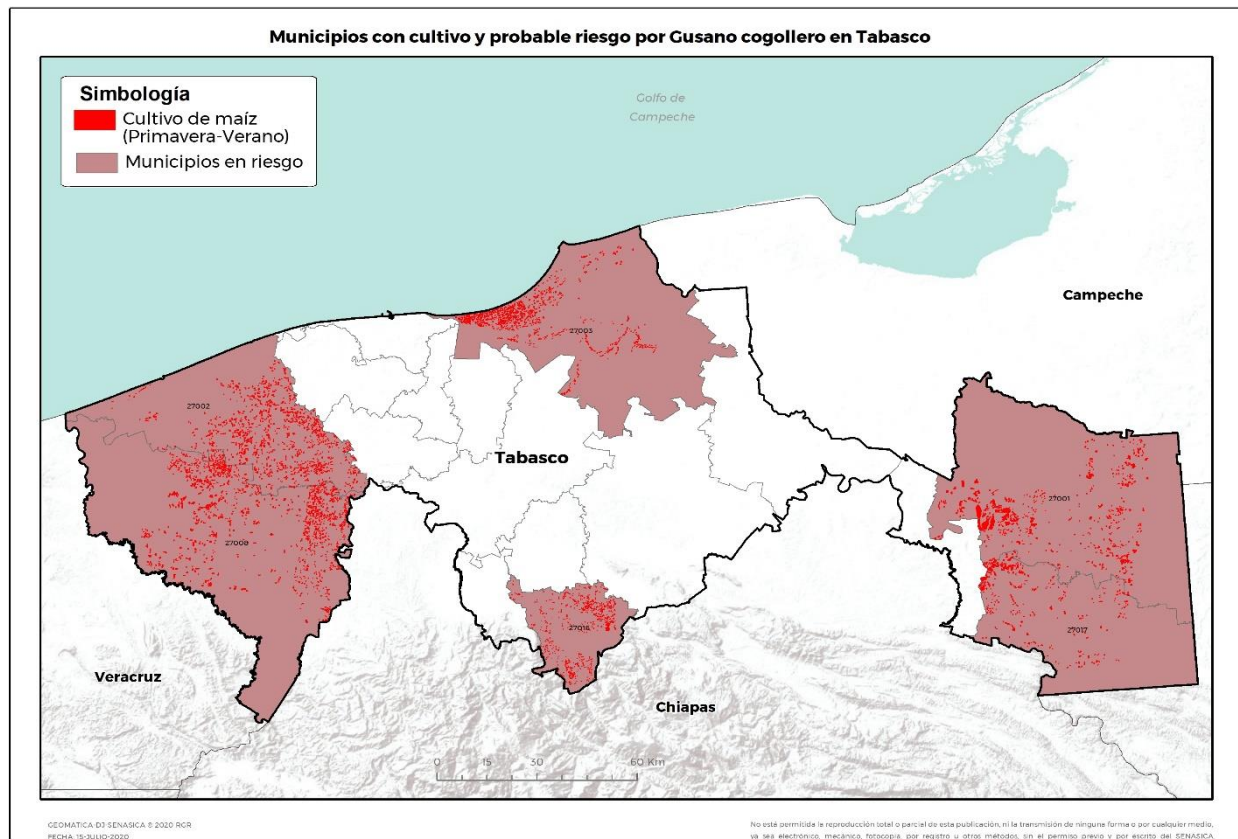 Municipios con cultivo y probable riesgo por Gusano cogollero en Tabasco
Simbología
Cultivo de maíz
(Primavera-Verano)
Municipios en riesgo
Golfo de
Campeche
Campeche
27003
27002
Tabasco
27001
27008
27016
27017
Veracruz
Chiapas
0 15 30 60 Km
GEOMATICA-DJ-SENASICA © 2020 RGR
FECHA: 15-JULIO-2020
No está permitida la reproducción total o parcial de esta publicación, ni la transmisión de ninguna forma o por cualquier medio,
ya sea electrónico, mecánico, fotocopia, por registro u otros métodos, sin el permiso previo y por escrito del SENASICA.